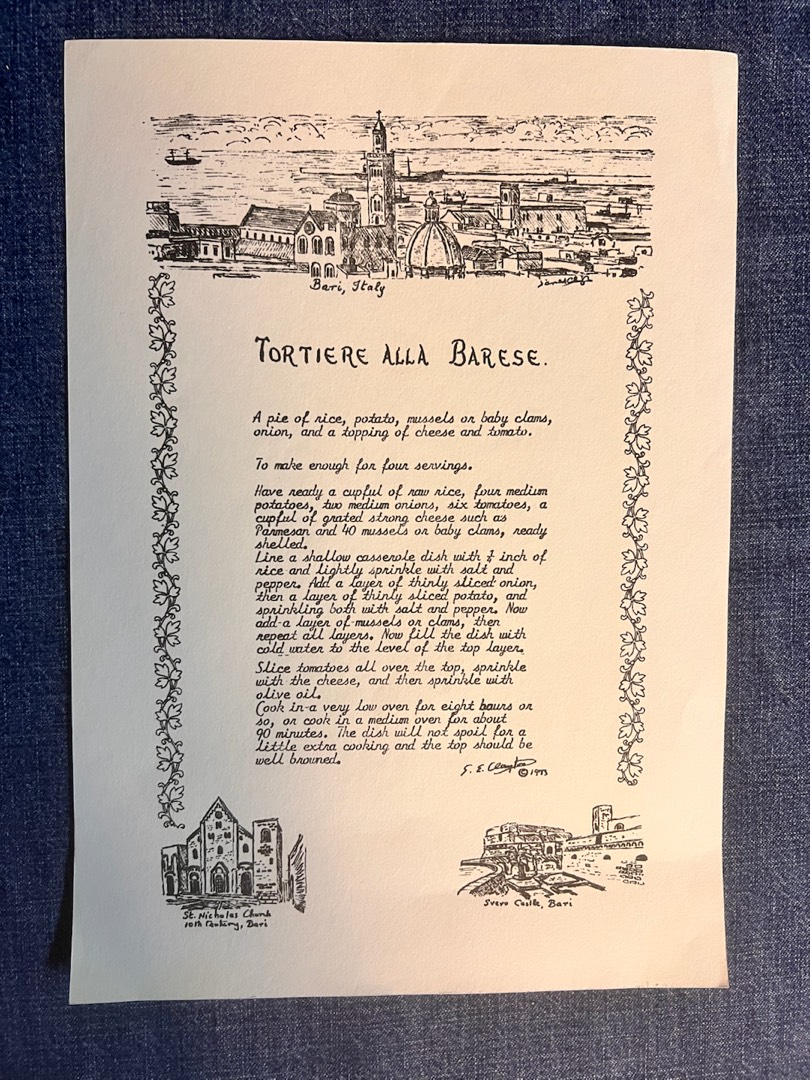 Bari, Italy
TORTIERE ALLA BARESE.
A pie of rice, potato, mussels or baby clams,
onion, and a topping of cheese and tomato.
To make enough for four servings.
Have ready a cupful of raw rice, four medium
potatoes, two medium onions, six tomatoes, a
cupful of grated strong cheese such as
Parmesan and 40 mussels or baby clams, ready
shelled.
Line a shallow casserole dish with inch of
rice and lightly sprinkle with salt and
pepper. Add a layer of thinly sliced onion,
then a layer of thinly sliced potato, and
sprinkling both with salt and pepper. Now
add a layer of mussels or clams, then
repeat all layers. Now fill the dish with
cold water to the level of the top layer.
Slice tomatoes all over the top, sprinkle
with the cheese, and then sprinkle with
olive oil.
Cook in a very low oven for eight hours or
so, or cook in a medium oven for about
90 minutes. The dish will not spoil for a
little extra cooking and the top should be
well browned.
© 1973
St. Nicholas Church
10th Century, Bari
Svevo Castle, Bari